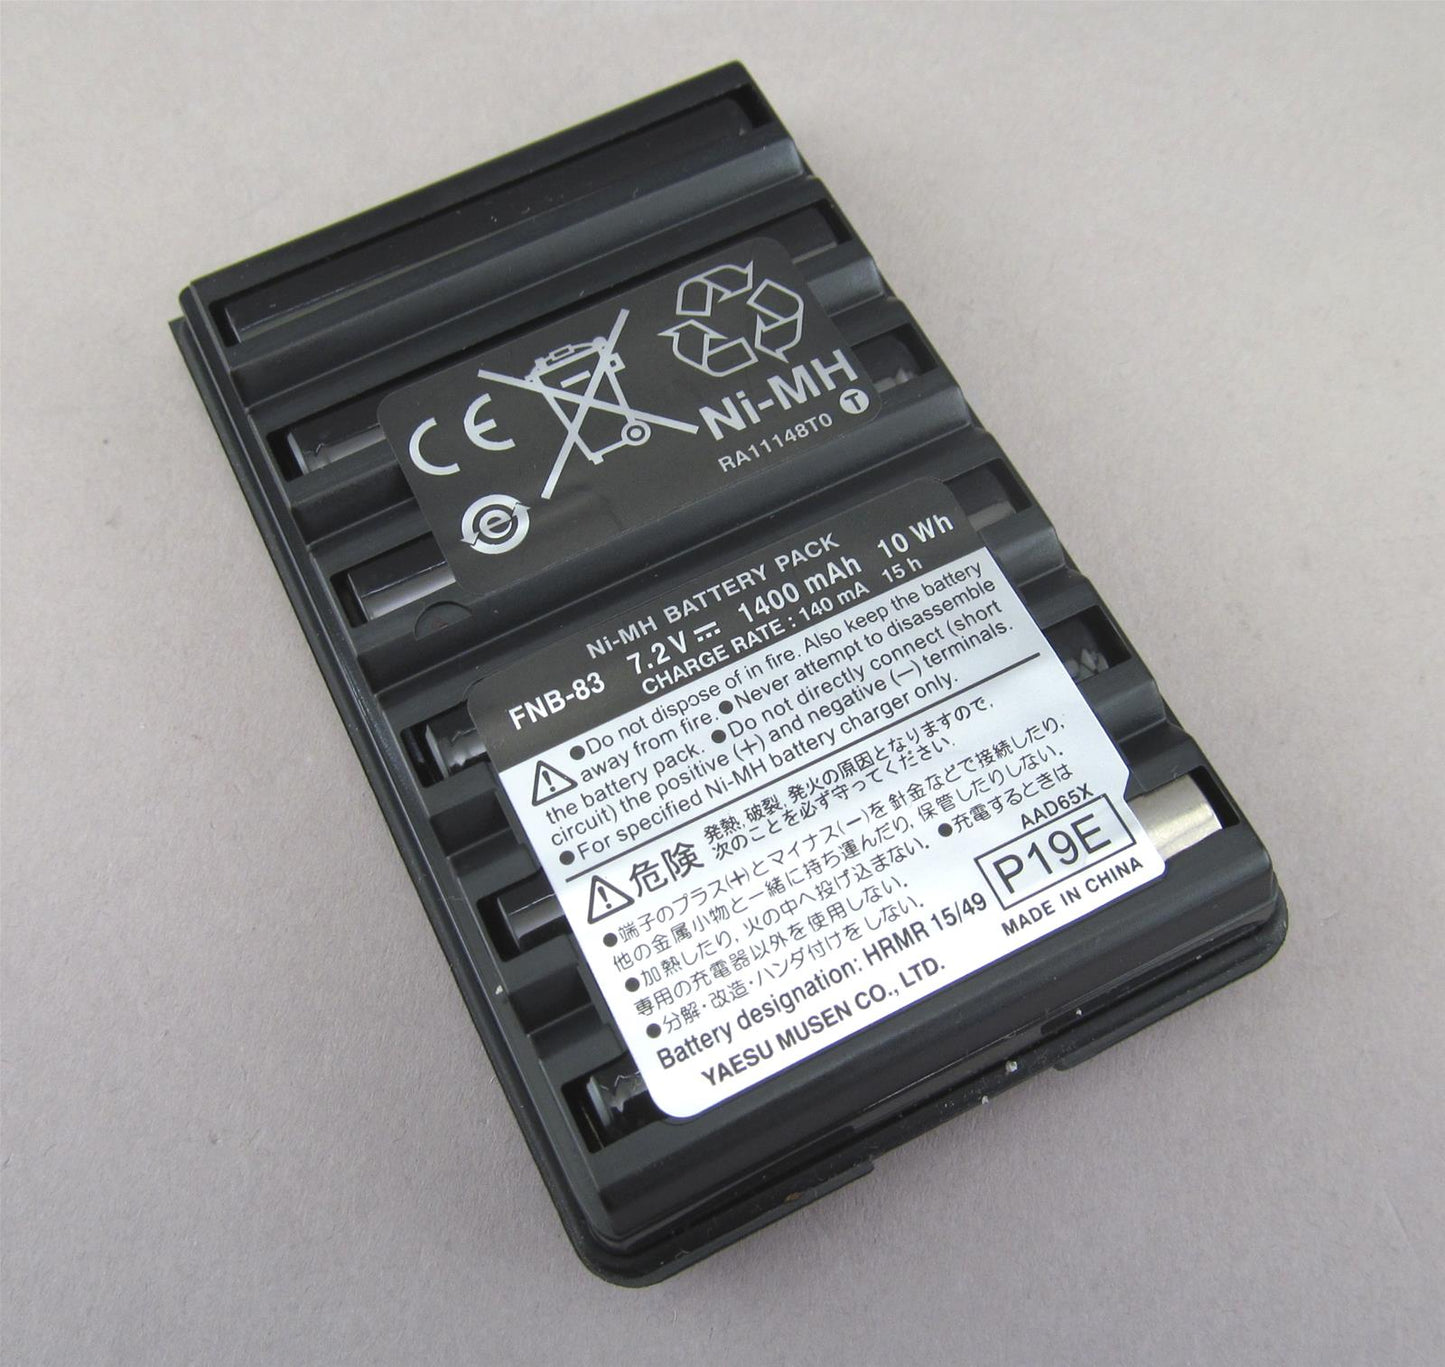 CE
e
Ni-MH
RA11148T0 T
Ni-MH BATTERY PACK
FNB-83 7.2V 1400 mAh 10 Wh
CHARGE RATE : 140 mA 15 h
●Do not dispose of in fire. Also keep the battery
away from fire. ●Never attempt to disassemble
the battery pack. ●Do not directly connect (short
circuit) the positive (+) and negative (−) terminals.
●For specified Ni-MH battery charger only.
危険 発熱, 破裂, 発火の原因となりますので,
次のことを必ず守ってください.
●端子のプラス(+)とマイナス(−)を針金などで接続したり,
他の金属小物と一緒に持ち運んだり, 保管したりしない.
●加熱したり, 火の中へ投げ込まない. ●充電するときは
専用の充電器以外を使用しない.
●分解・改造・ハンダ付けをしない.
AAD65X
Battery designation: HRMR 15/49 P19E
YAESU MUSEN CO., LTD. MADE IN CHINA